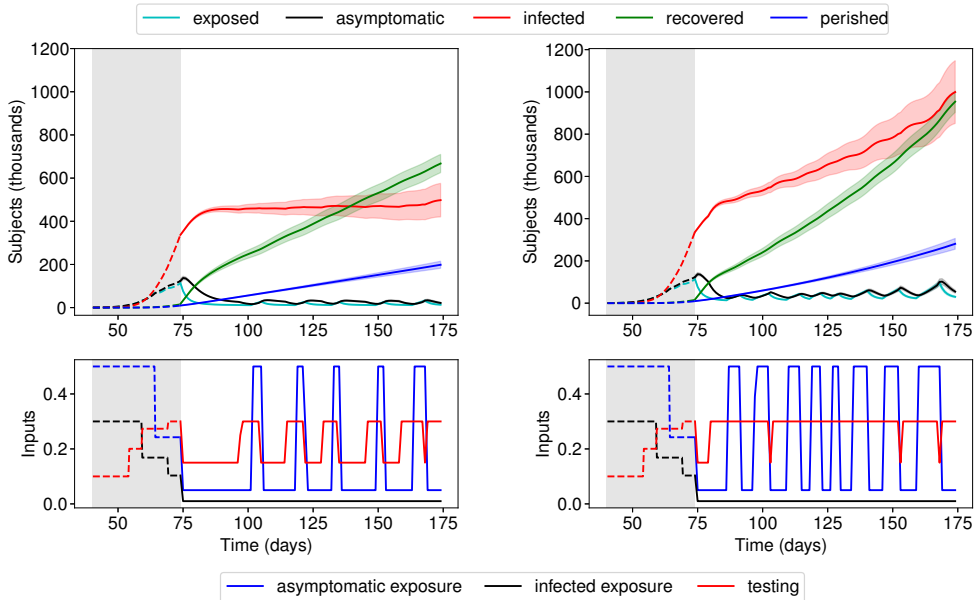 exposed asymptomatic infected recovered perished
1200
1000
800
600
400
200
0
Subjects (thousands)
50 75 100 125 150 175
1200
1000
800
600
400
200
0
Subjects (thousands)
50 75 100 125 150 175
0.4
0.2
0.0
Inputs
50 75 100 125 150 175
Time (days)
0.4
0.2
0.0
Inputs
50 75 100 125 150 175
Time (days)
asymptomatic exposure infected exposure testing